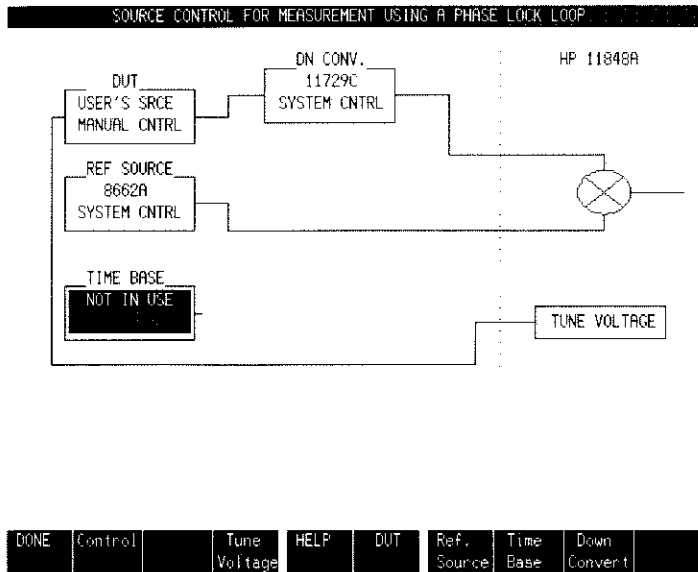 SOURCE CONTROL FOR MEASUREMENT USING A PHASE LOCK LOOP
DN CONV.
HP 11848A
11729C
SYSTEM CNTRL
DUT
USER'S SRCE
MANUAL CNTRL
REF SOURCE
8662A
SYSTEM CNTRL
TIME BASE
NOT IN USE
TUNE VOLTAGE
DONE Control Tune Voltage HELP DUT Ref. Source Time Base Down Convert